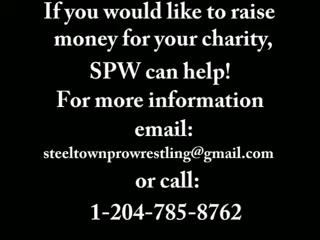 If you would like to raise
money for your charity,
SPW can help!
For more information
email:
steeltownprowrestling@gmail.com
or call:
1-204-785-8762